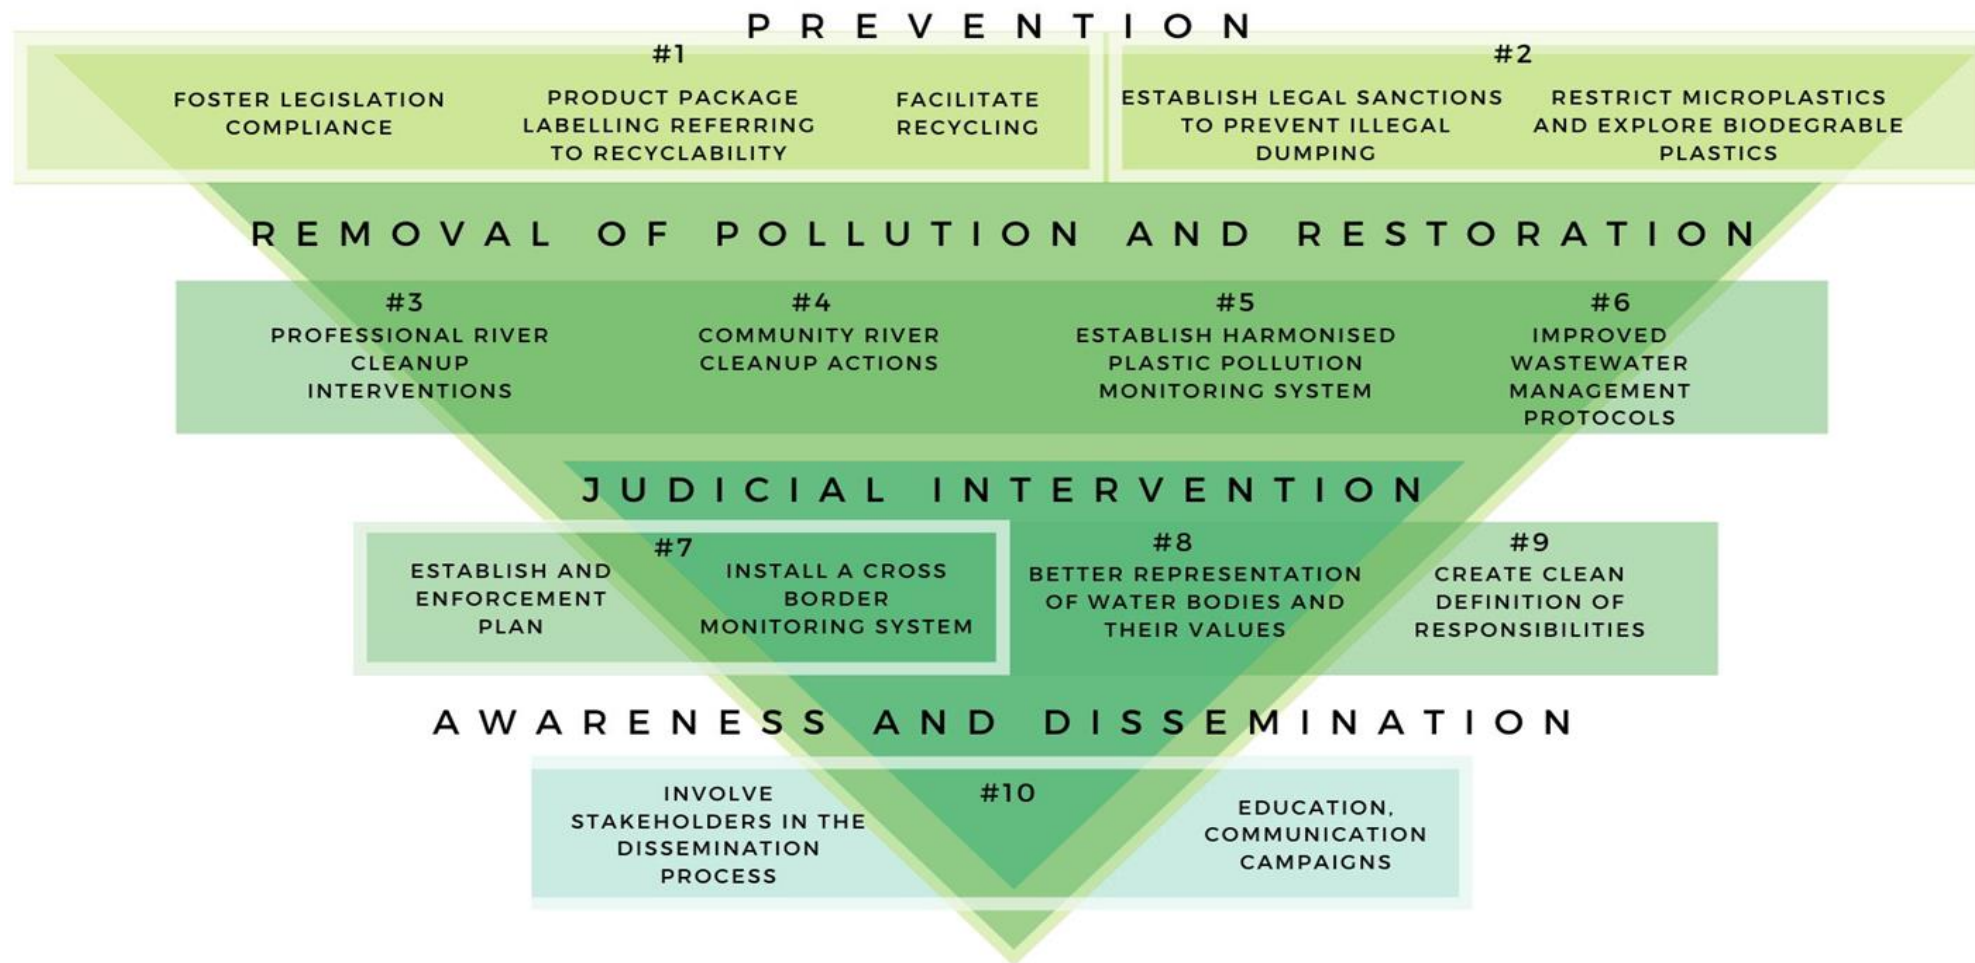 PREVENTION
#1
FOSTER LEGISLATION
COMPLIANCE
PRODUCT PACKAGE
LABELLING REFERRING
TO RECYCLABILITY
FACILITATE
RECYCLING
#2
ESTABLISH LEGAL SANCTIONS
TO PREVENT ILLEGAL
DUMPING
RESTRICT MICROPLASTICS
AND EXPLORE BIODEGRABLE
PLASTICS
REMOVAL OF POLLUTION AND RESTORATION
#3
PROFESSIONAL RIVER
CLEANUP
INTERVENTIONS
#4
COMMUNITY RIVER
CLEANUP ACTIONS
#5
ESTABLISH HARMONISED
PLASTIC POLLUTION
MONITORING SYSTEM
#6
IMPROVED
WASTEWATER
MANAGEMENT
PROTOCOLS
JUDICIAL INTERVENTION
#7
ESTABLISH AND
ENFORCEMENT
PLAN
INSTALL A CROSS
BORDER
MONITORING SYSTEM
#8
BETTER REPRESENTATION
OF WATER BODIES AND
THEIR VALUES
#9
CREATE CLEAN
DEFINITION OF
RESPONSIBILITIES
AWARENESS AND DISSEMINATION
#10
INVOLVE
STAKEHOLDERS IN THE
DISSEMINATION
PROCESS
EDUCATION,
COMMUNICATION
CAMPAIGNS